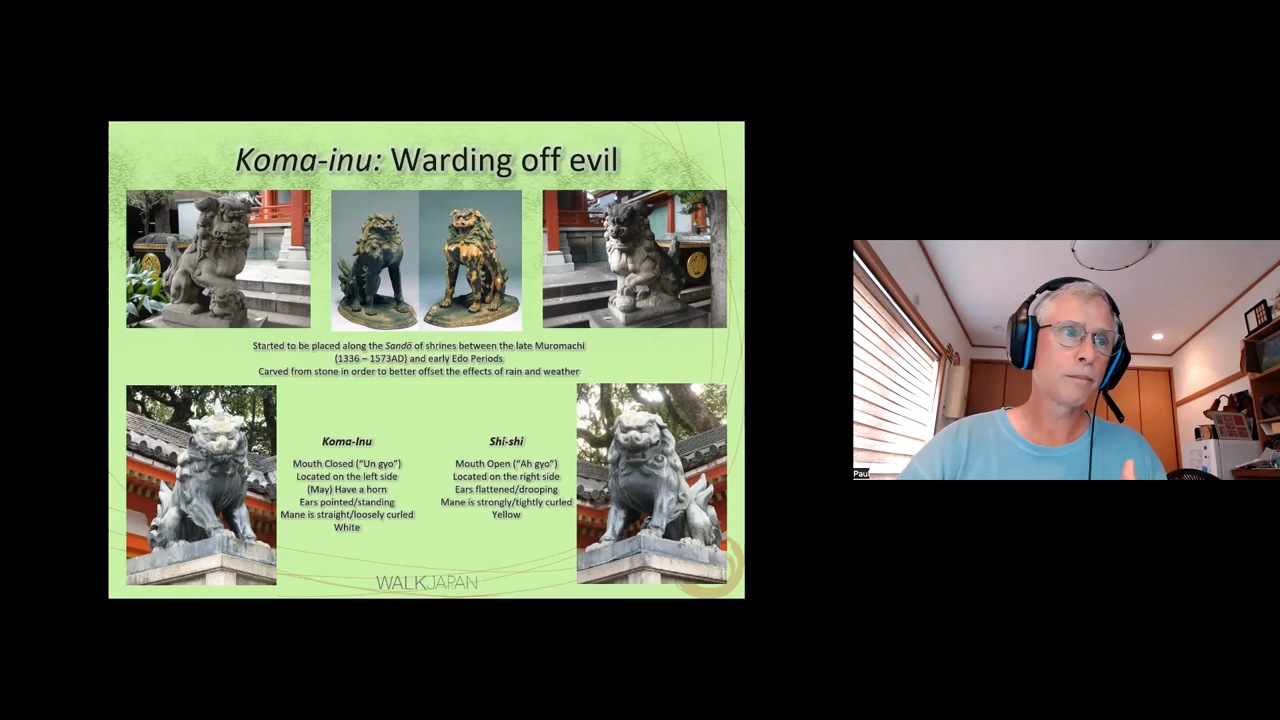 Koma-inu: Warding off evil
Started to be placed along the Sandō of shrines between the late Muromachi
(1336 – 1573AD) and early Edo Periods
Carved from stone in order to better offset the effects of rain and weather
Koma-Inu
Mouth Closed (“Un gyo”)
Located on the left side
(May) Have a horn
Ears pointed/standing
Mane is straight/loosely curled
White
Shi-shi
Mouth Open (“Ah gyo”)
Located on the right side
Ears flattened/drooping
Mane is strongly/tightly curled
Yellow
WALKJAPAN
Paul